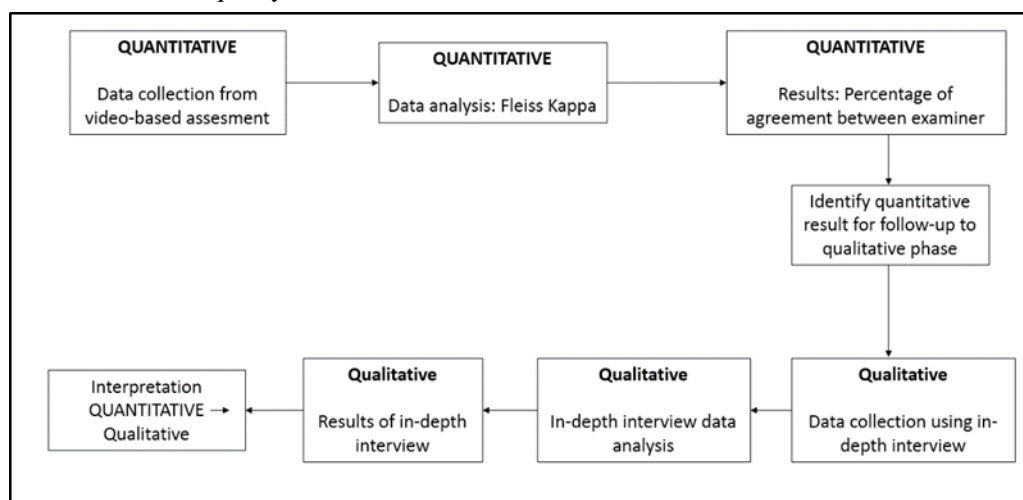 QUANTITATIVE
Data collection from
video-based assesment
QUANTITATIVE
Data analysis: Fleiss Kappa
QUANTITATIVE
Results: Percentage of
agreement between examiner
Identify quantitative
result for follow-up to
qualitative phase
Qualitative
Data collection using in-
depth interview
Qualitative
In-depth interview data
analysis
Qualitative
Results of in-depth
interview
Interpretation
QUANTITATIVE →
Qualitative